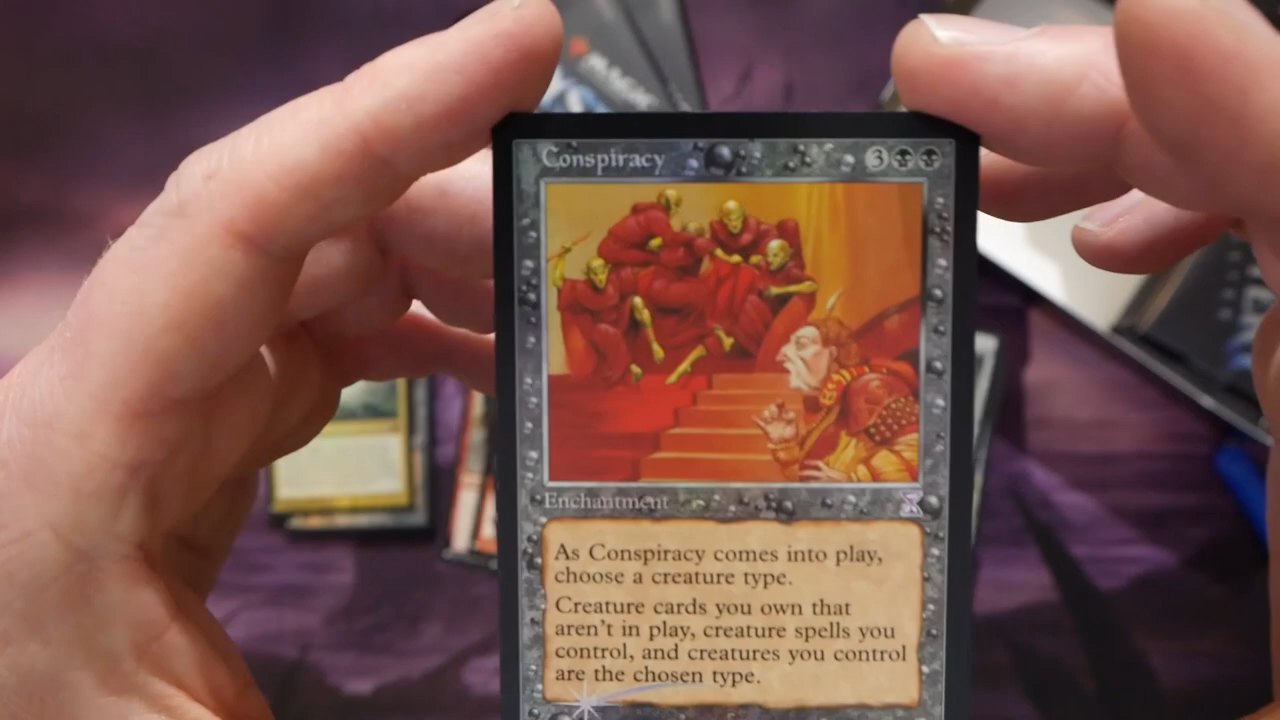 MAGIC
Conspiracy 3
Enchantment
As Conspiracy comes into play,
choose a creature type.
Creature cards you own that
aren't in play, creature spells you
control, and creatures you control
are the chosen type.